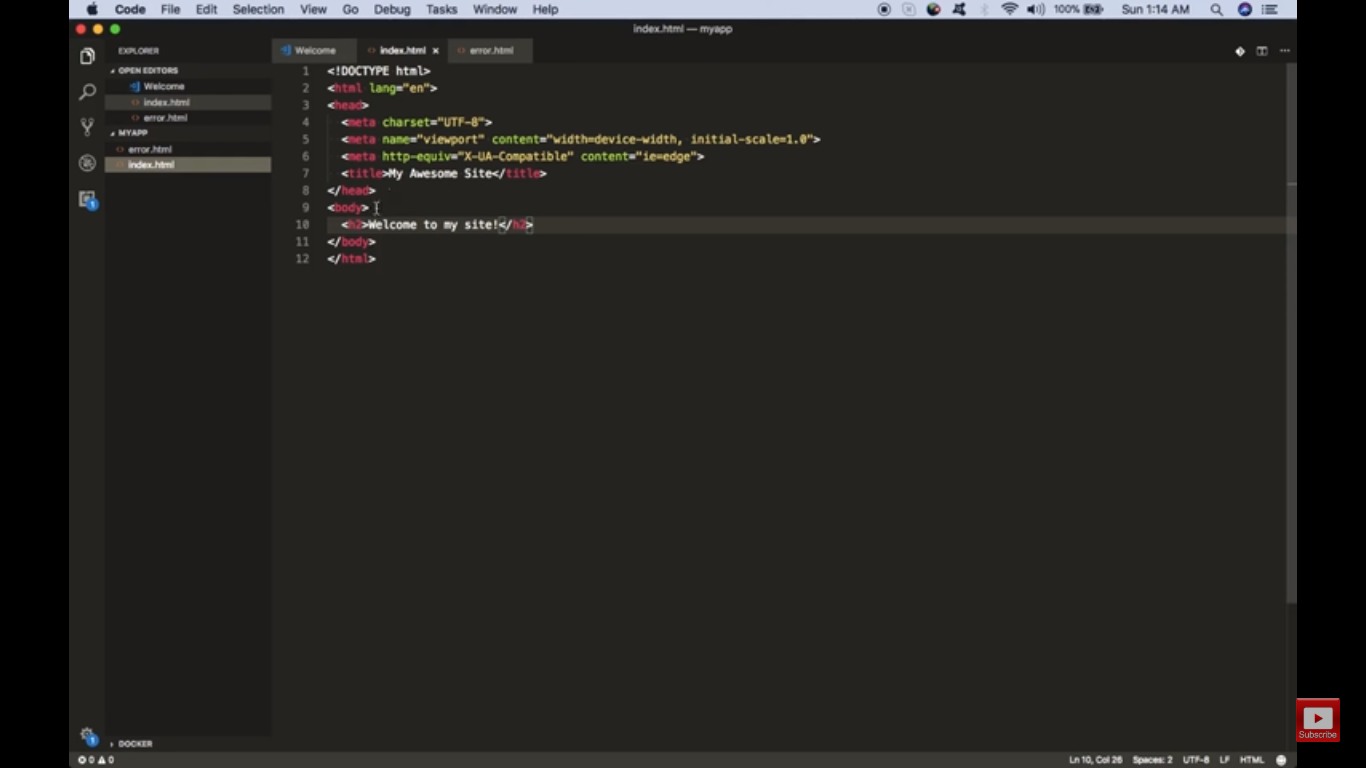 Code File Edit Selection View Go Debug Tasks Window Help 100% Sun 1:14 AM
index.html — myapp
EXPLORER Welcome index.html error.html
OPEN EDITORS
Welcome
index.html
error.html
MYAPP
error.html
index.html
1 <!DOCTYPE html>
2 <html lang="en">
3 <head>
4 <meta charset="UTF-8">
5 <meta name="viewport" content="width=device-width, initial-scale=1.0">
6 <meta http-equiv="X-UA-Compatible" content="ie=edge">
7 <title>My Awesome Site</title>
8 </head>
9 <body>
10 <h2>Welcome to my site!</h2>
11 </body>
12 </html>
1
1
DOCKER
Subscribe
0 0 Ln 10, Col 26 Spaces: 2 UTF-8 LF HTML